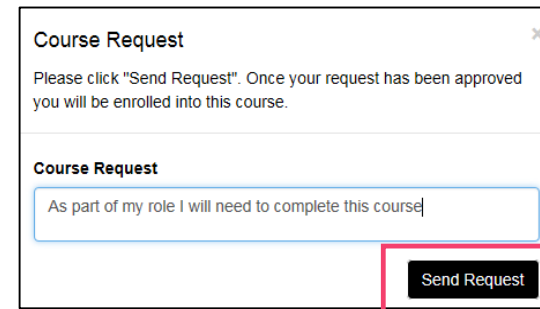 Course Request
Please click "Send Request". Once your request has been approved
you will be enrolled into this course.
Course Request
As part of my role I will need to complete this course
Send Request